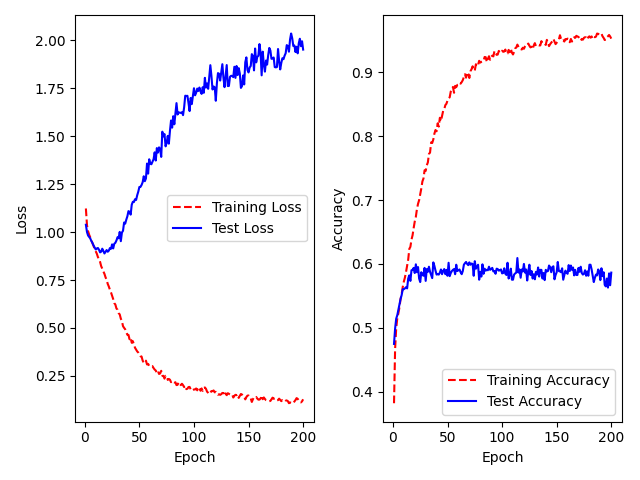 2.00
1.75
1.50
1.25
1.00
0.75
0.50
0.25
Loss
Training Loss
Test Loss
0 50 100 150 200
Epoch
0.9
0.8
0.7
0.6
0.5
0.4
Accuracy
Training Accuracy
Test Accuracy
0 50 100 150 200
Epoch